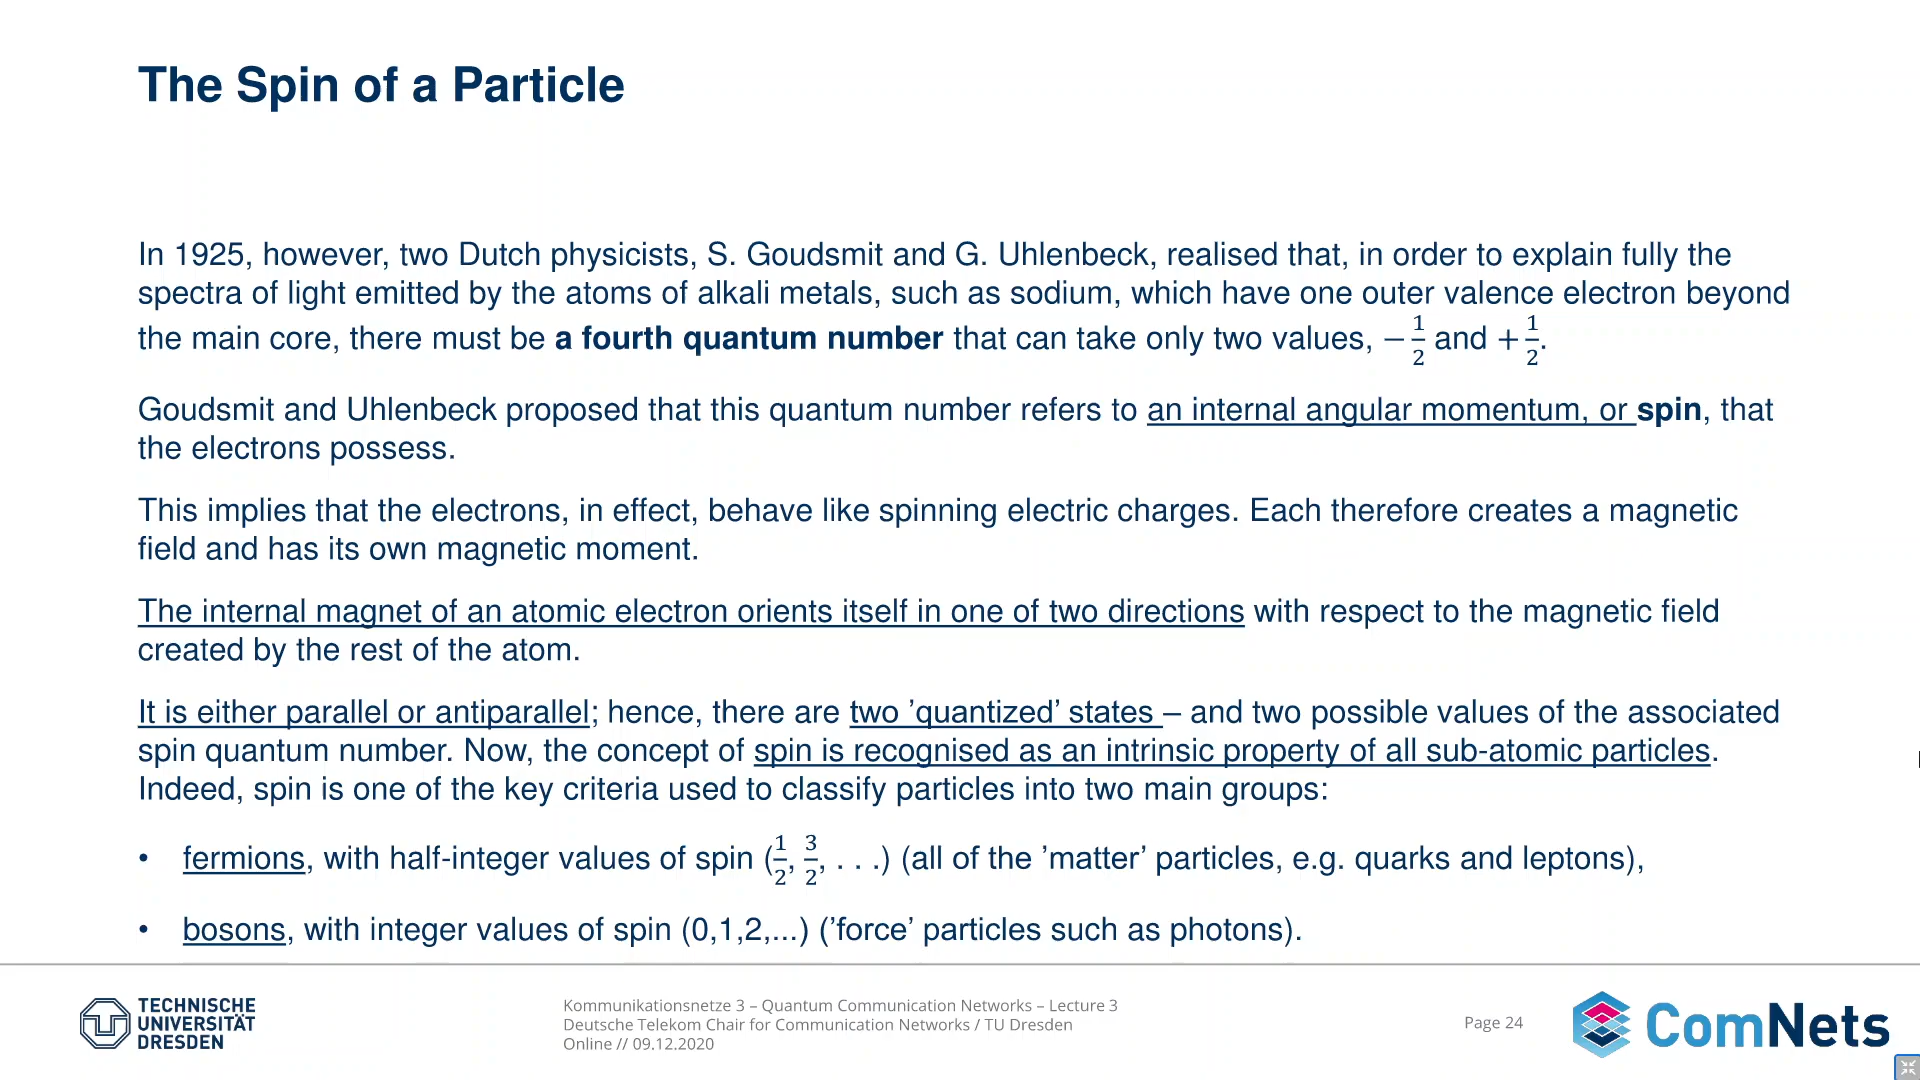 The Spin of a Particle
In 1925, however, two Dutch physicists, S. Goudsmit and G. Uhlenbeck, realised that, in order to explain fully the
spectra of light emitted by the atoms of alkali metals, such as sodium, which have one outer valence electron beyond
the main core, there must be a fourth quantum number that can take only two values, −1/2 and +1/2.
Goudsmit and Uhlenbeck proposed that this quantum number refers to an internal angular momentum, or spin, that
the electrons possess.
This implies that the electrons, in effect, behave like spinning electric charges. Each therefore creates a magnetic
field and has its own magnetic moment.
The internal magnet of an atomic electron orients itself in one of two directions with respect to the magnetic field
created by the rest of the atom.
It is either parallel or antiparallel; hence, there are two ’quantized’ states – and two possible values of the associated
spin quantum number. Now, the concept of spin is recognised as an intrinsic property of all sub-atomic particles.
Indeed, spin is one of the key criteria used to classify particles into two main groups:
• fermions, with half-integer values of spin (1/2, 3/2, . . .) (all of the ’matter’ particles, e.g. quarks and leptons),
• bosons, with integer values of spin (0,1,2,...) (’force’ particles such as photons).
TECHNISCHE
UNIVERSITÄT
DRESDEN
Kommunikationsnetze 3 – Quantum Communication Networks – Lecture 3
Deutsche Telekom Chair for Communication Networks / TU Dresden
Online // 09.12.2020
Page 24
ComNets